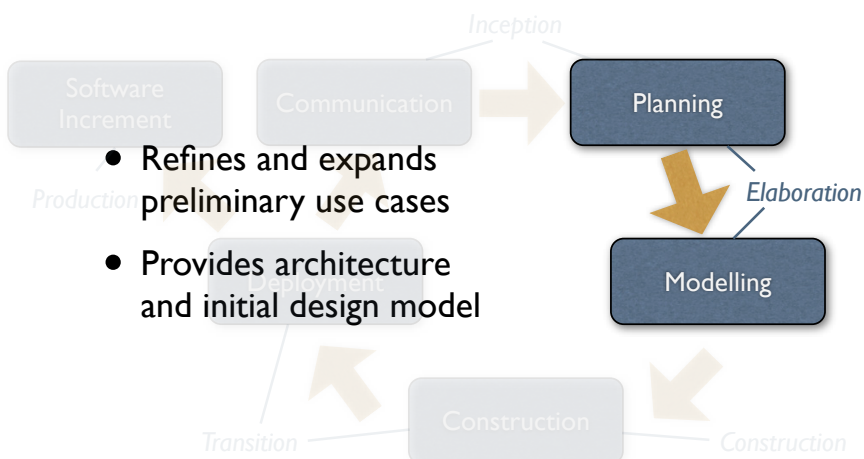 Inception
Software
Increment
Communication
Planning
• Refines and expands
preliminary use cases
Production
Elaboration
• Provides architecture
and initial design model
Deployment
Modelling
Construction
Transition
Construction